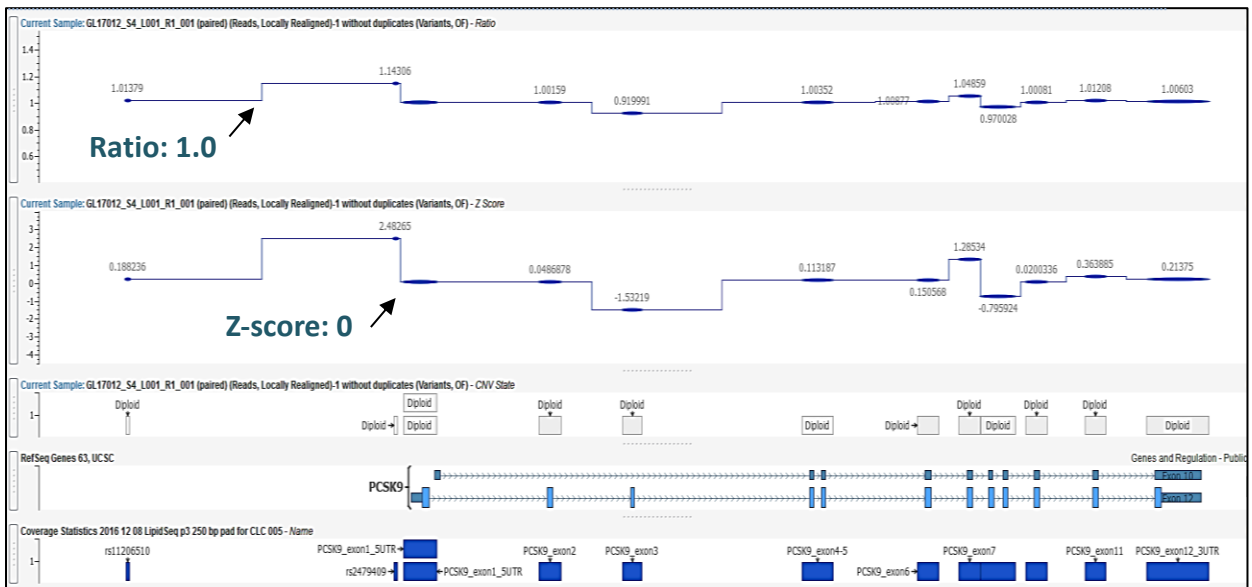 Current Sample: GL17012_S4_L001_R1_001 (paired) (Reads, Locally Realigned)-1 without duplicates (Variants, OF) - Ratio
1.4
1.2
1
0.8
0.6
1.01379
1.14306
1.00159
0.919991
1.00352
1.00877
1.04859
0.970028
1.00081
1.01208
1.00603
Ratio: 1.0
Current Sample: GL17012_S4_L001_R1_001 (paired) (Reads, Locally Realigned)-1 without duplicates (Variants, OF) - Z Score
3
2
1
0
-1
-2
-3
-4
0.188236
2.48265
0.0486878
-1.53219
0.113187
0.150568
1.28534
-0.795924
0.0200336
0.363885
0.21375
Z-score: 0
Current Sample: GL17012_S4_L001_R1_001 (paired) (Reads, Locally Realigned)-1 without duplicates (Variants, OF) - CNV State
1
Diploid
Diploid
Diploid
Diploid
Diploid
Diploid
Diploid
Diploid
Diploid
Diploid
Diploid
Diploid
Diploid
RefSeq Genes 63, UCSC
Genes and Regulation - Public
PCSK9
Exon 10
Exon 12
Coverage Statistics 2016 12 08 LipidSeq p3 250 bp pad for CLC 005 - Name
1
rs11206510
PCSK9_exon1_5UTR
rs2479409
PCSK9_exon1_5UTR
PCSK9_exon2
PCSK9_exon3
PCSK9_exon4-5
PCSK9_exon6
PCSK9_exon7
PCSK9_exon11
PCSK9_exon12_3UTR